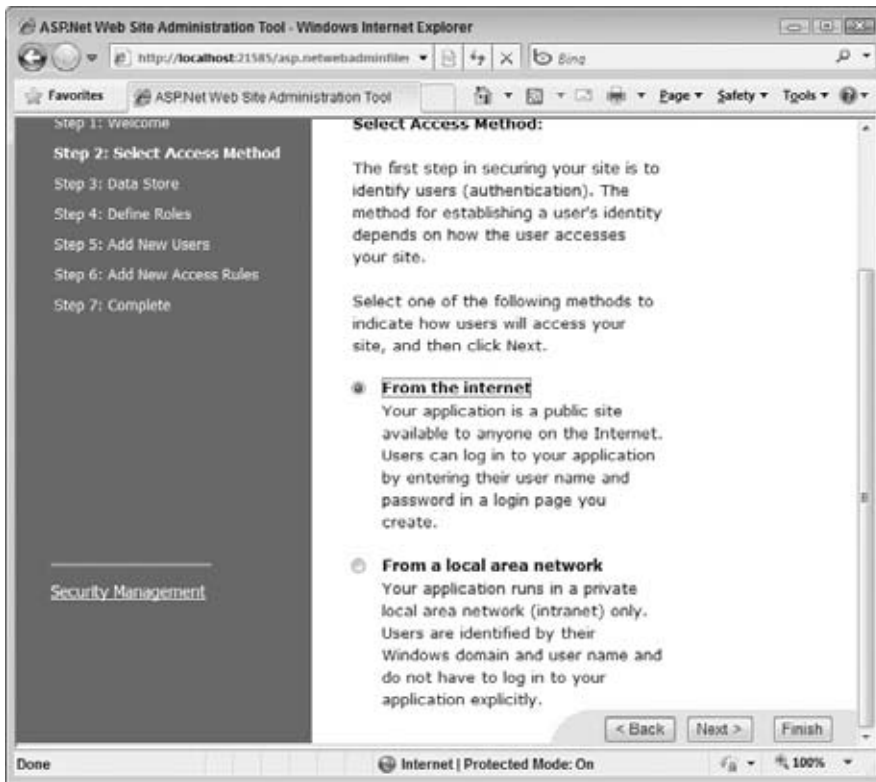 ASP.Net Web Site Administration Tool - Windows Internet Explorer
http://localhost:21585/asp.netwebadminfiles
Bing
Favorites
ASP.Net Web Site Administration Tool
Page
Safety
Tools
Step 1: Welcome
Step 2: Select Access Method
Step 3: Data Store
Step 4: Define Roles
Step 5: Add New Users
Step 6: Add New Access Rules
Step 7: Complete
Security Management
Select Access Method:
The first step in securing your site is to
identify users (authentication). The
method for establishing a user's identity
depends on how the user accesses
your site.
Select one of the following methods to
indicate how users will access your
site, and then click Next.
From the internet
Your application is a public site
available to anyone on the Internet.
Users can log in to your application
by entering their user name and
password in a login page you
create.
From a local area network
Your application runs in a private
local area network (intranet) only.
Users are identified by their
Windows domain and user name and
do not have to log in to your
application explicitly.
< Back
Next >
Finish
Done
Internet | Protected Mode: On
100%